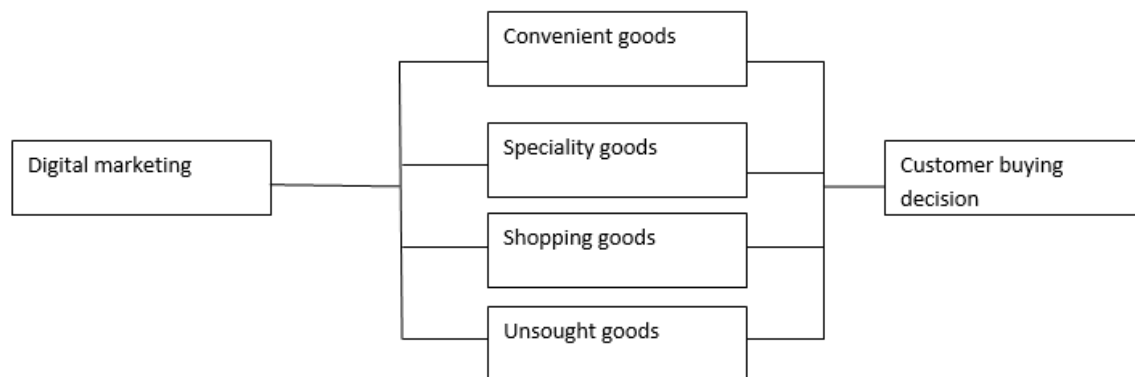 Convenient goods
Digital marketing
Speciality goods
Customer buying
decision
Shopping goods
Unsought goods